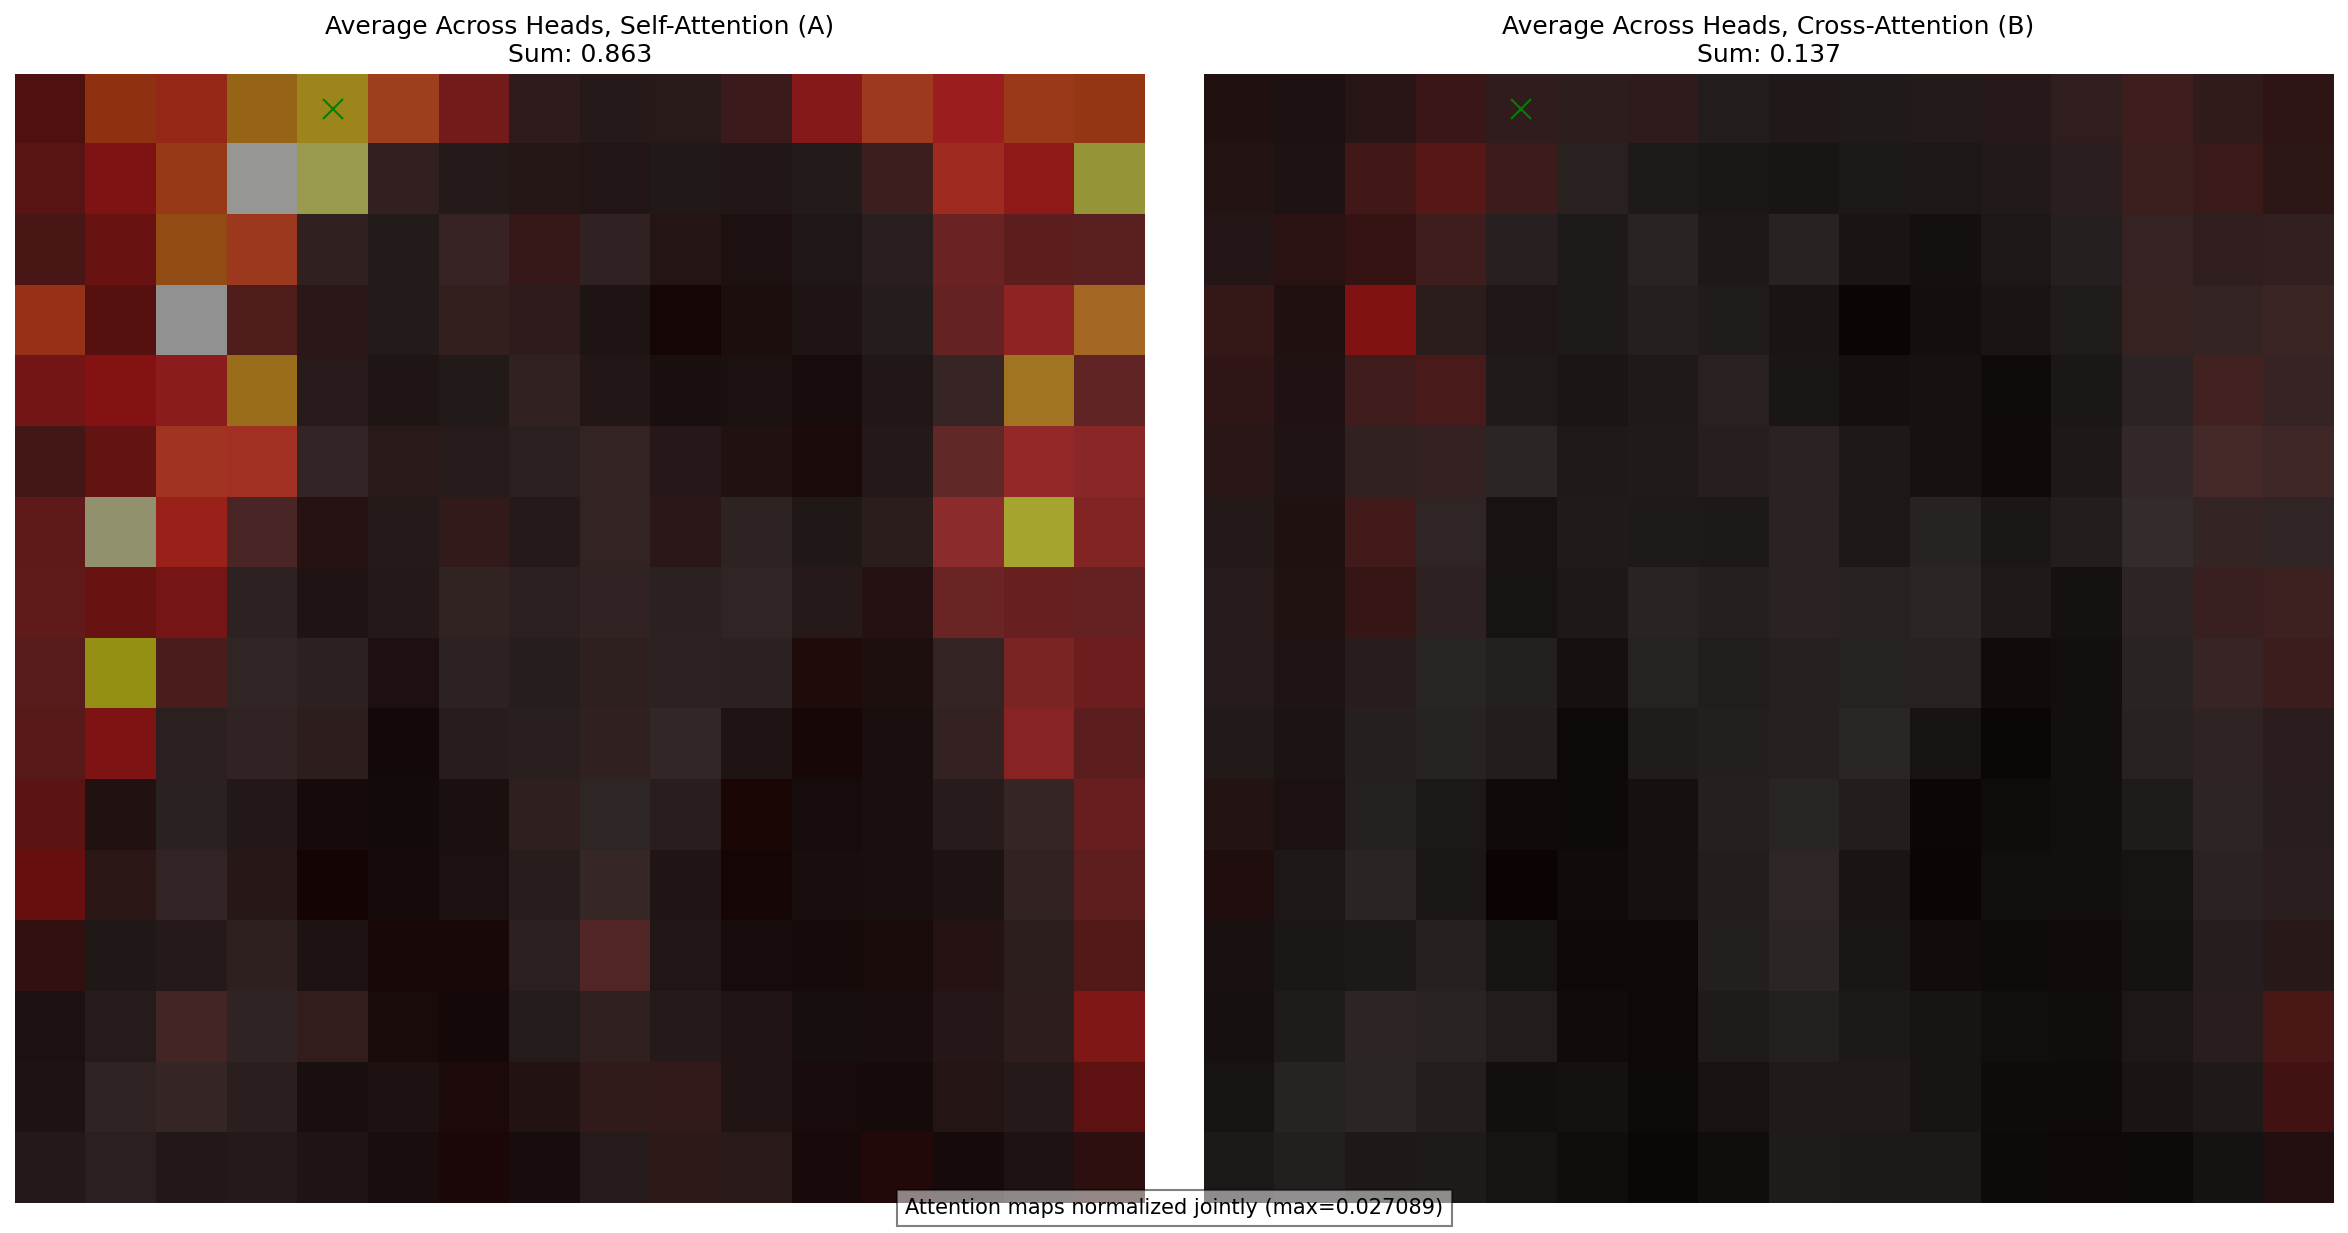 Average Across Heads, Self-Attention (A)
Sum: 0.863
Average Across Heads, Cross-Attention (B)
Sum: 0.137
Attention maps normalized jointly (max=0.027089)